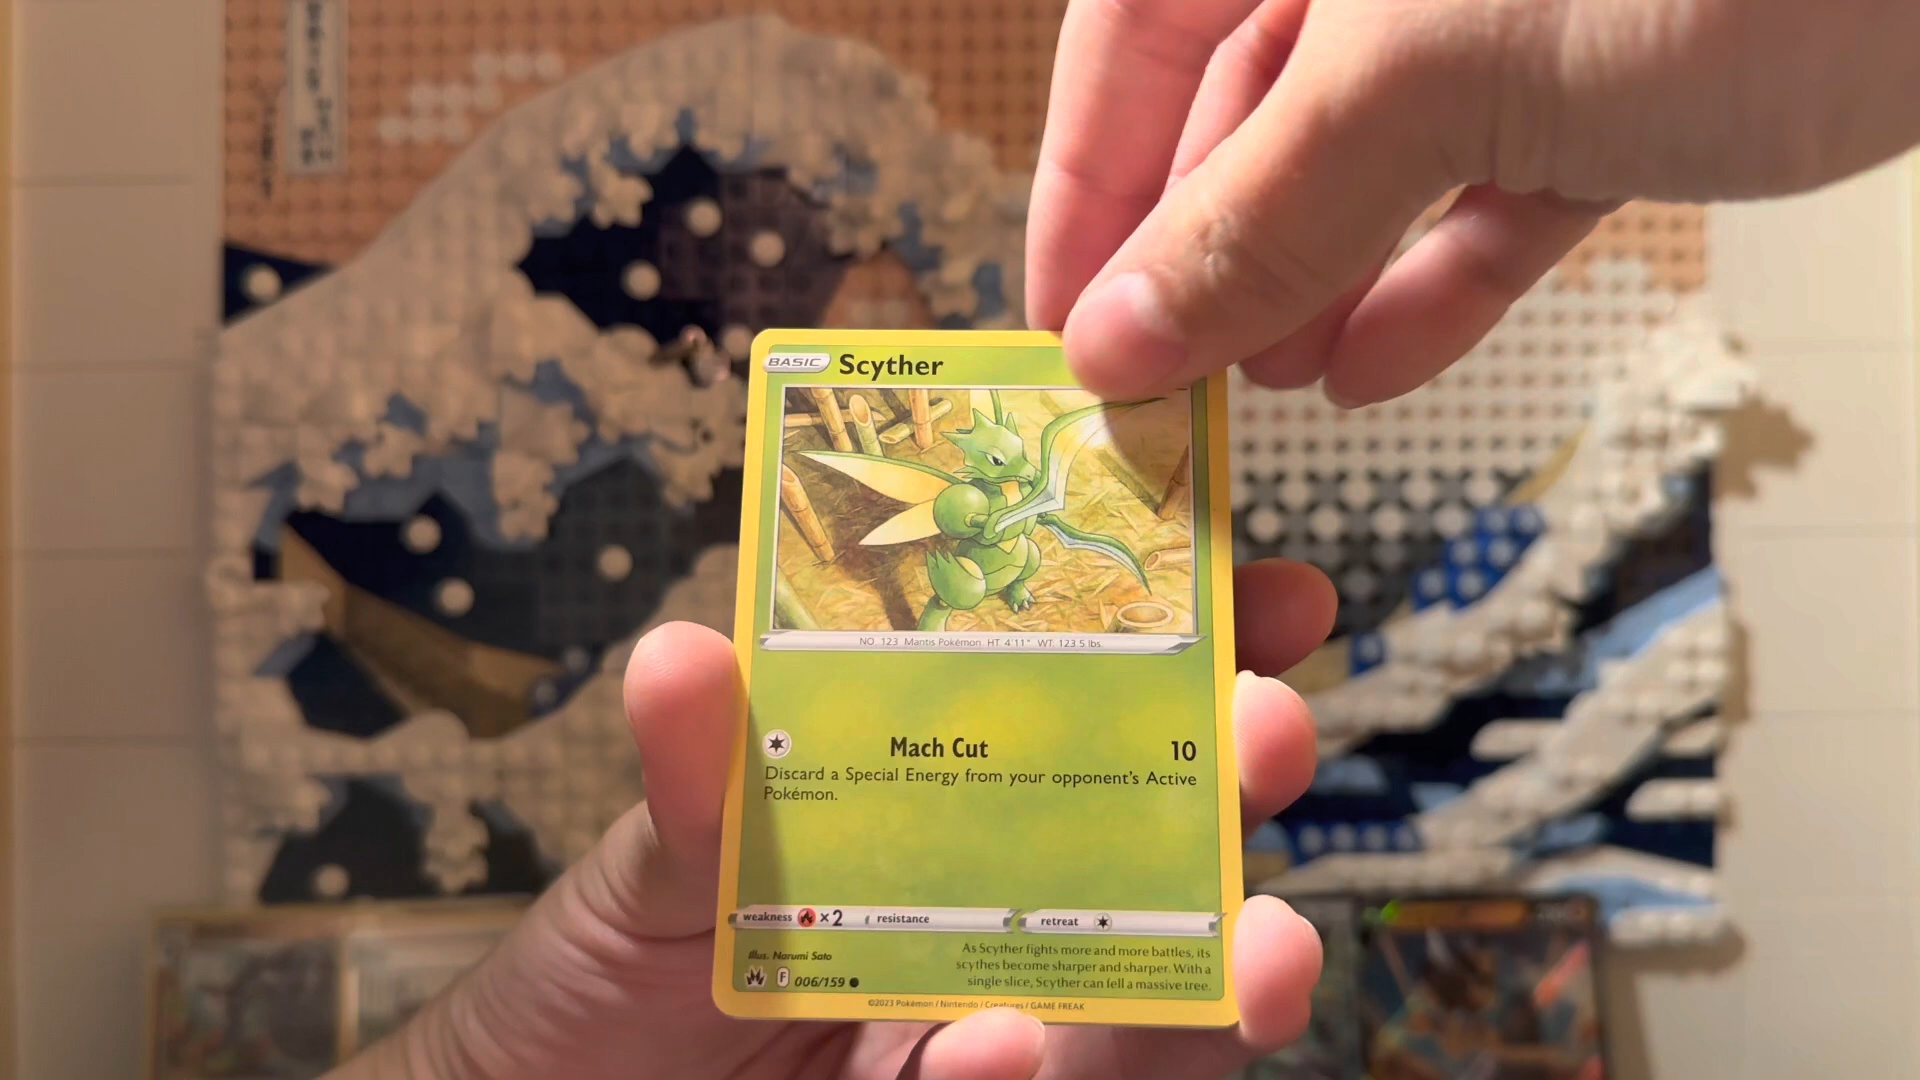 BASIC Scyther
NO. 123 Mantis Pokémon HT 4'11" WT: 123.5 lbs.
Mach Cut 10
Discard a Special Energy from your opponent's Active
Pokémon.
weakness ×2 resistance retreat
Illus. Narumi Sato
F 006/159
As Scyther fights more and more battles, its
scythes become sharper and sharper. With a
single slice, Scyther can fell a massive tree.
©2023 Pokémon / Nintendo / Creatures / GAME FREAK